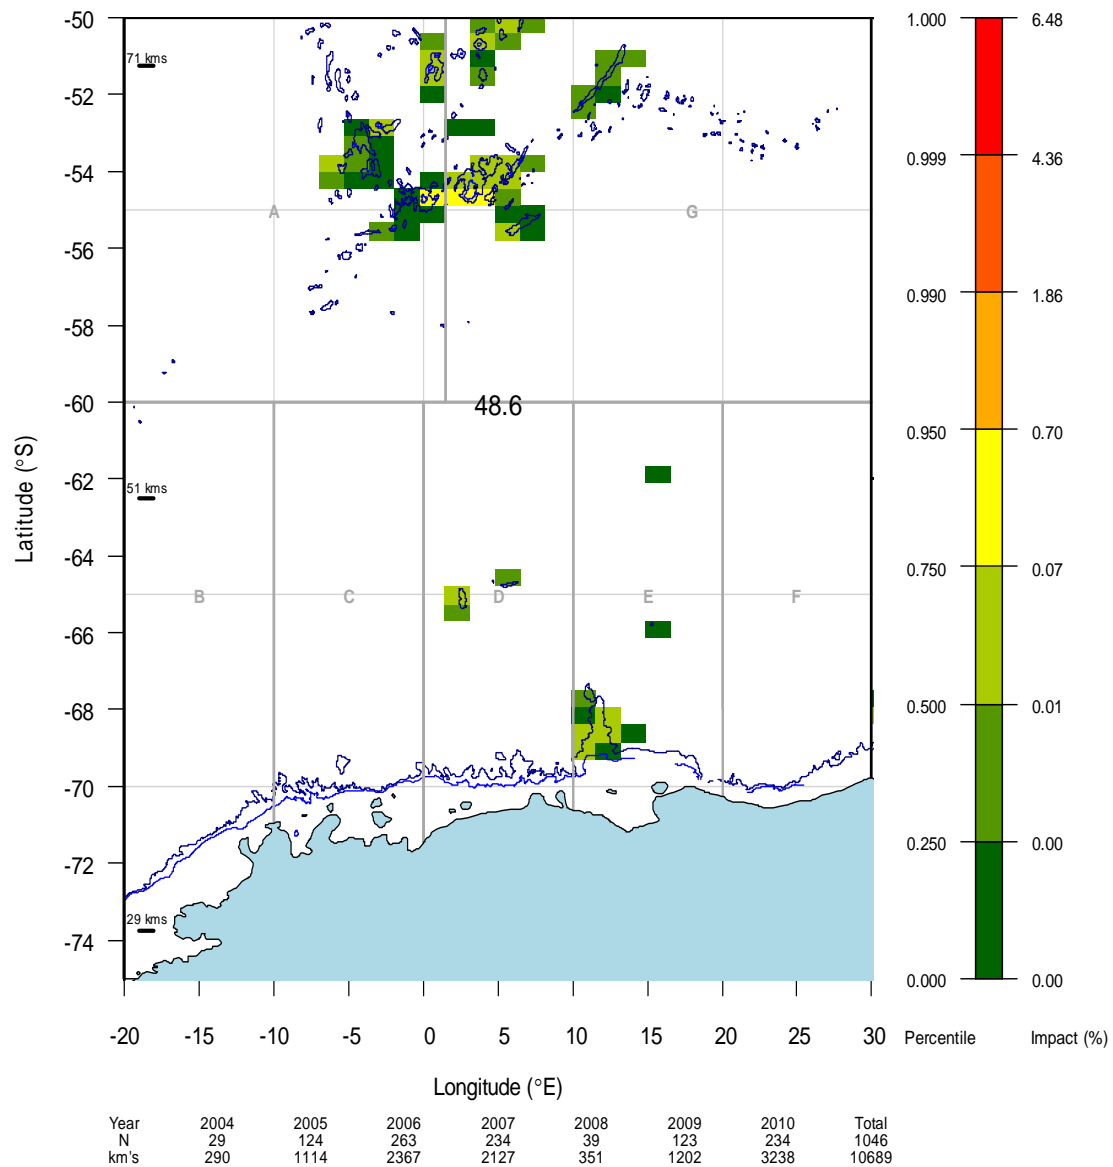 -50
-52
-54
-56
-58
-60
-62
-64
-66
-68
-70
-72
-74
Latitude (°S)
71 kms
51 kms
29 kms
A
G
48.6
B
C
D
E
F
-20 -15 -10 -5 0 5 10 15 20 25 30
Longitude (°E)
1.000 6.48
0.999 4.36
0.990 1.86
0.950 0.70
0.750 0.07
0.500 0.01
0.250 0.00
0.000 0.00
Percentile Impact (%)
Year 2004 2005 2006 2007 2008 2009 2010 Total
N 29 124 263 234 39 123 234 1046
km's 290 1114 2367 2127 351 1202 3238 10689